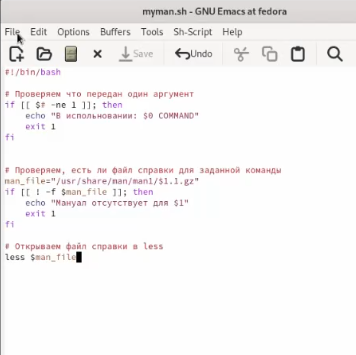 myman.sh - GNU Emacs at fedora
File Edit Options Buffers Tools Sh-Script Help
Save Undo
#!/bin/bash
# Проверяем что передан один аргумент
if [[ $# -ne 1 ]]; then
echo "В использовании: $0 COMMAND"
exit 1
fi
# Проверяем, есть ли файл справки для заданной команды
man_file="/usr/share/man/man1/$1.1.gz"
if [[ ! -f $man_file ]]; then
echo "Мануал отсутствует для $1"
exit 1
fi
# Открываем файл справки в less
less $man_file